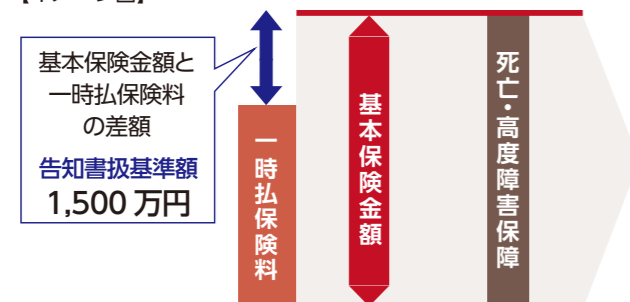 基本保険金額と
一時払保険料
の差額
告知書扱基準額
1,500 万円
一時払保険料
基本保険金額
死亡・高度障害保障